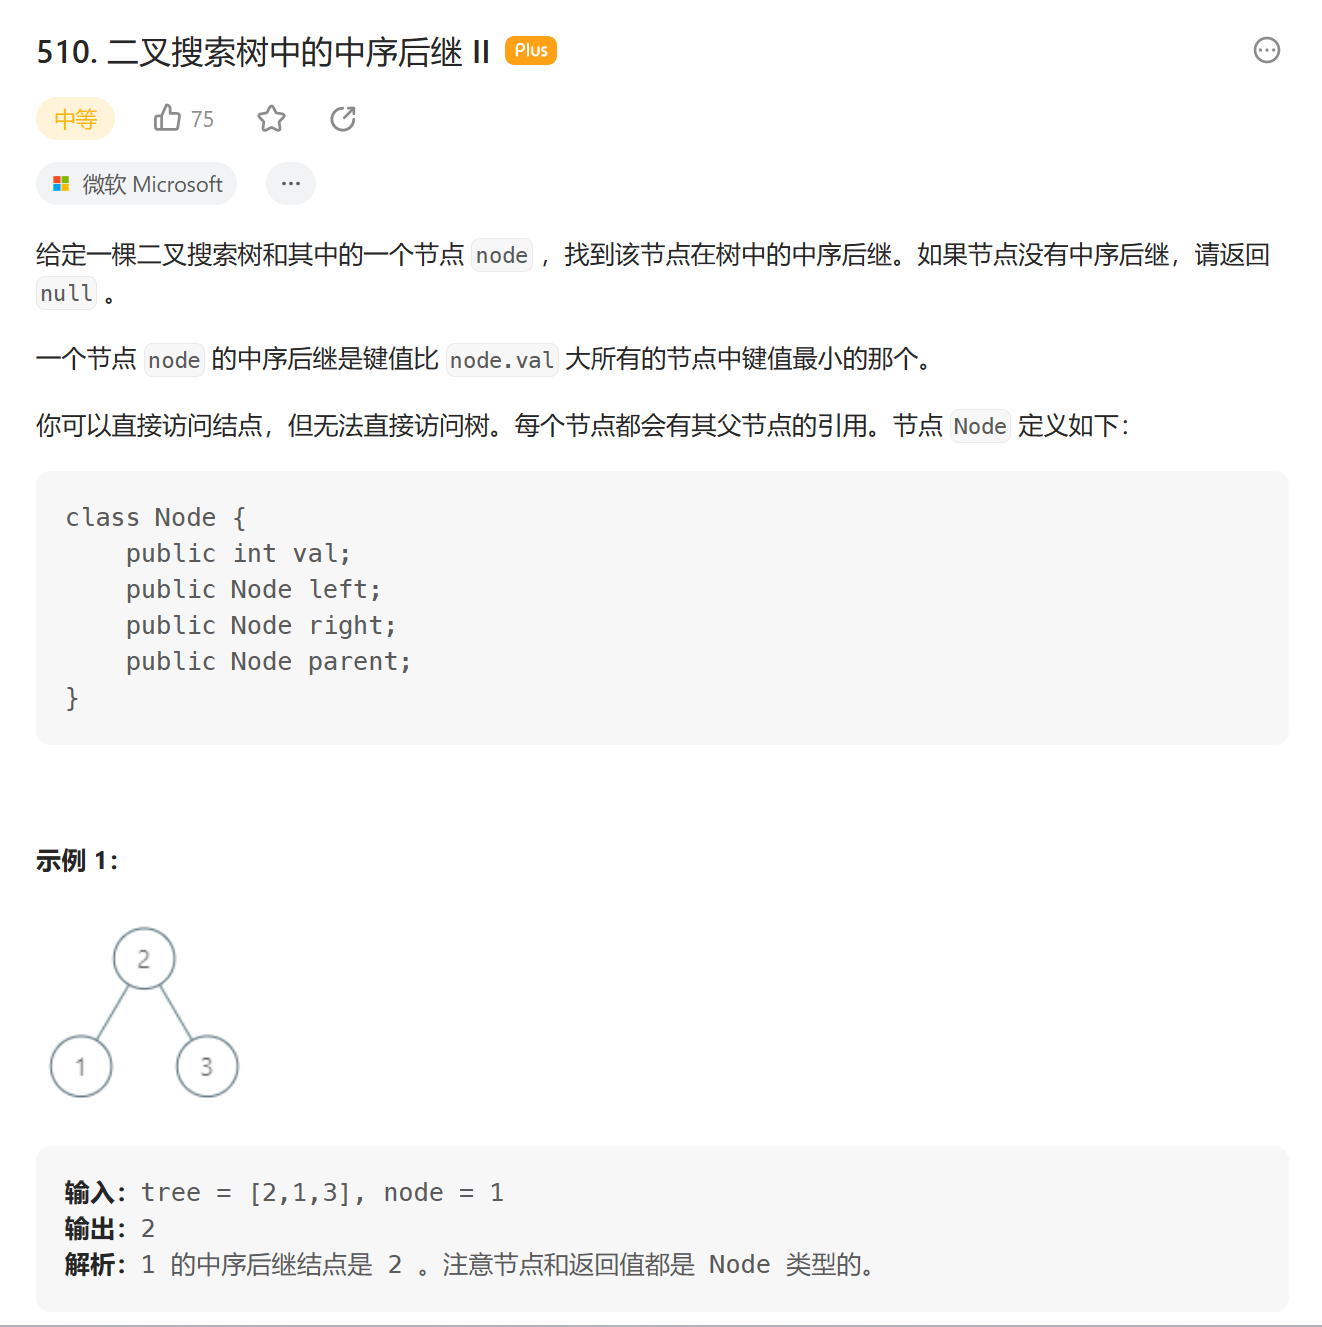 510. 二叉搜索树中的中序后继 II Plus
中等 75
微软 Microsoft ···
给定一棵二叉搜索树和其中的一个节点 node ，找到该节点在树中的中序后继。如果节点没有中序后继，请返回
null 。
一个节点 node 的中序后继是键值比 node.val 大所有的节点中键值最小的那个。
你可以直接访问结点，但无法直接访问树。每个节点都会有其父节点的引用。节点 Node 定义如下：
class Node {
    public int val;
    public Node left;
    public Node right;
    public Node parent;
}
示例 1：
2
1 3
输入：tree = [2,1,3], node = 1
输出：2
解析：1 的中序后继结点是 2 。注意节点和返回值都是 Node 类型的。